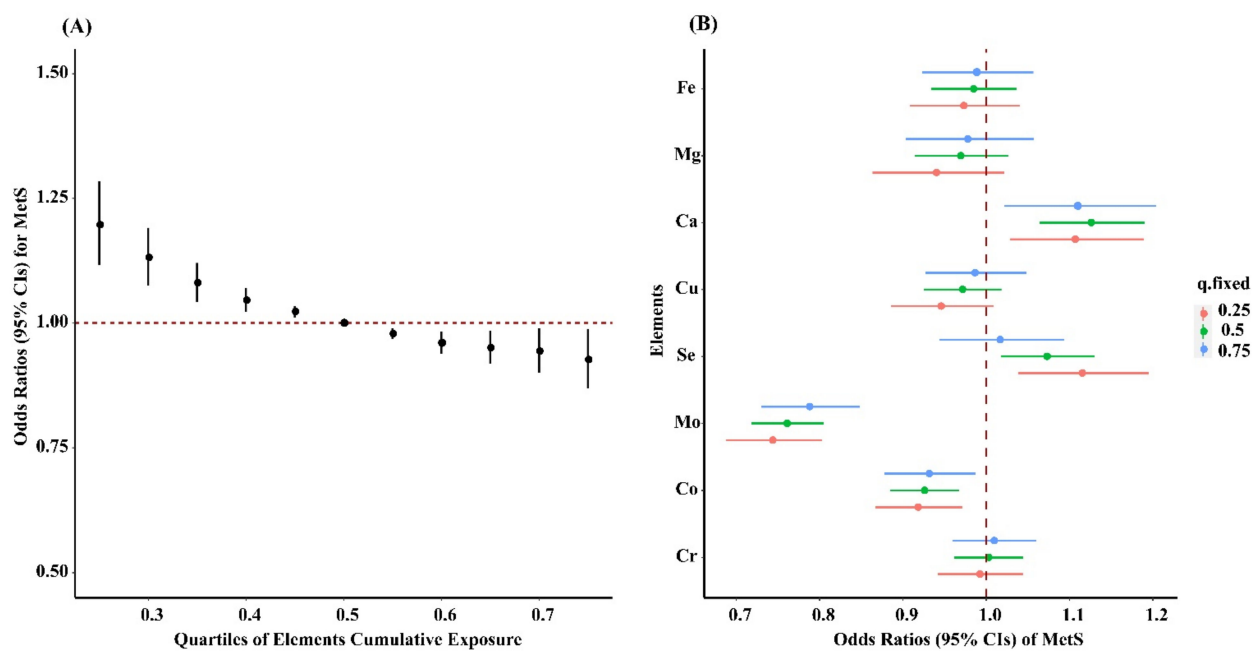 (A)
Odds Ratios (95% CIs) for MetS
1.50
1.25
1.00
0.75
0.50
0.3 0.4 0.5 0.6 0.7
Quartiles of Elements Cumulative Exposure
(B)
Elements
Fe
Mg
Ca
Cu
Se
Mo
Co
Cr
0.7 0.8 0.9 1.0 1.1 1.2
Odds Ratios (95% CIs) of MetS
q.fixed
0.25
0.5
0.75